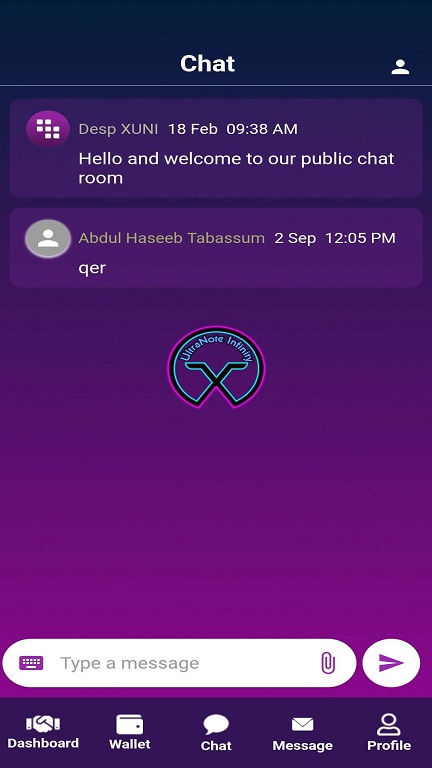 Chat
Desp XUNI 18 Feb 09:38 AM
Hello and welcome to our public chat
room
Abdul Haseeb Tabassum 2 Sep 12:05 PM
qer
UltraNote Infinity
Type a message
Dashboard
Wallet
Chat
Message
Profile